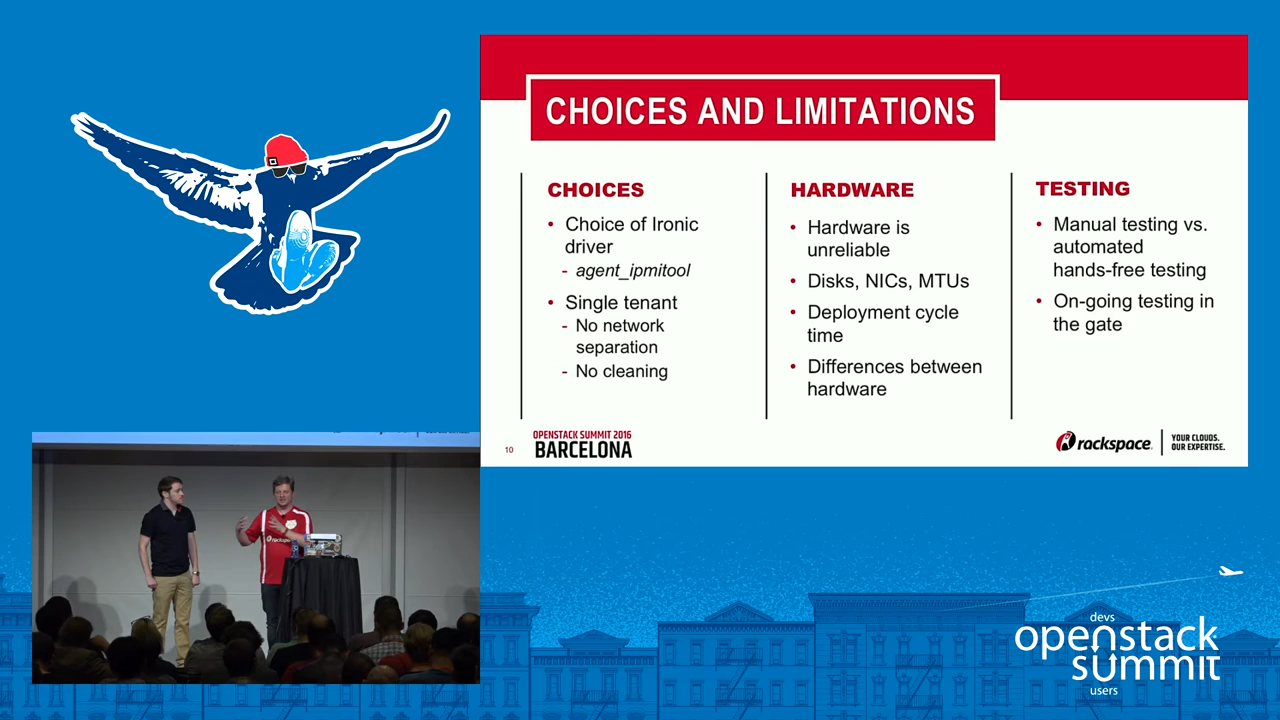 CHOICES AND LIMITATIONS
CHOICES
• Choice of Ironic
driver
- agent_ipmitool
• Single tenant
- No network
separation
- No cleaning
HARDWARE
• Hardware is
unreliable
• Disks, NICs, MTUs
• Deployment cycle
time
• Differences between
hardware
TESTING
• Manual testing vs.
automated
hands-free testing
• On-going testing in
the gate
10
OPENSTACK SUMMIT 2016
BARCELONA
rackspace
YOUR CLOUDS.
OUR EXPERTISE.
devs
openstack
summit
users